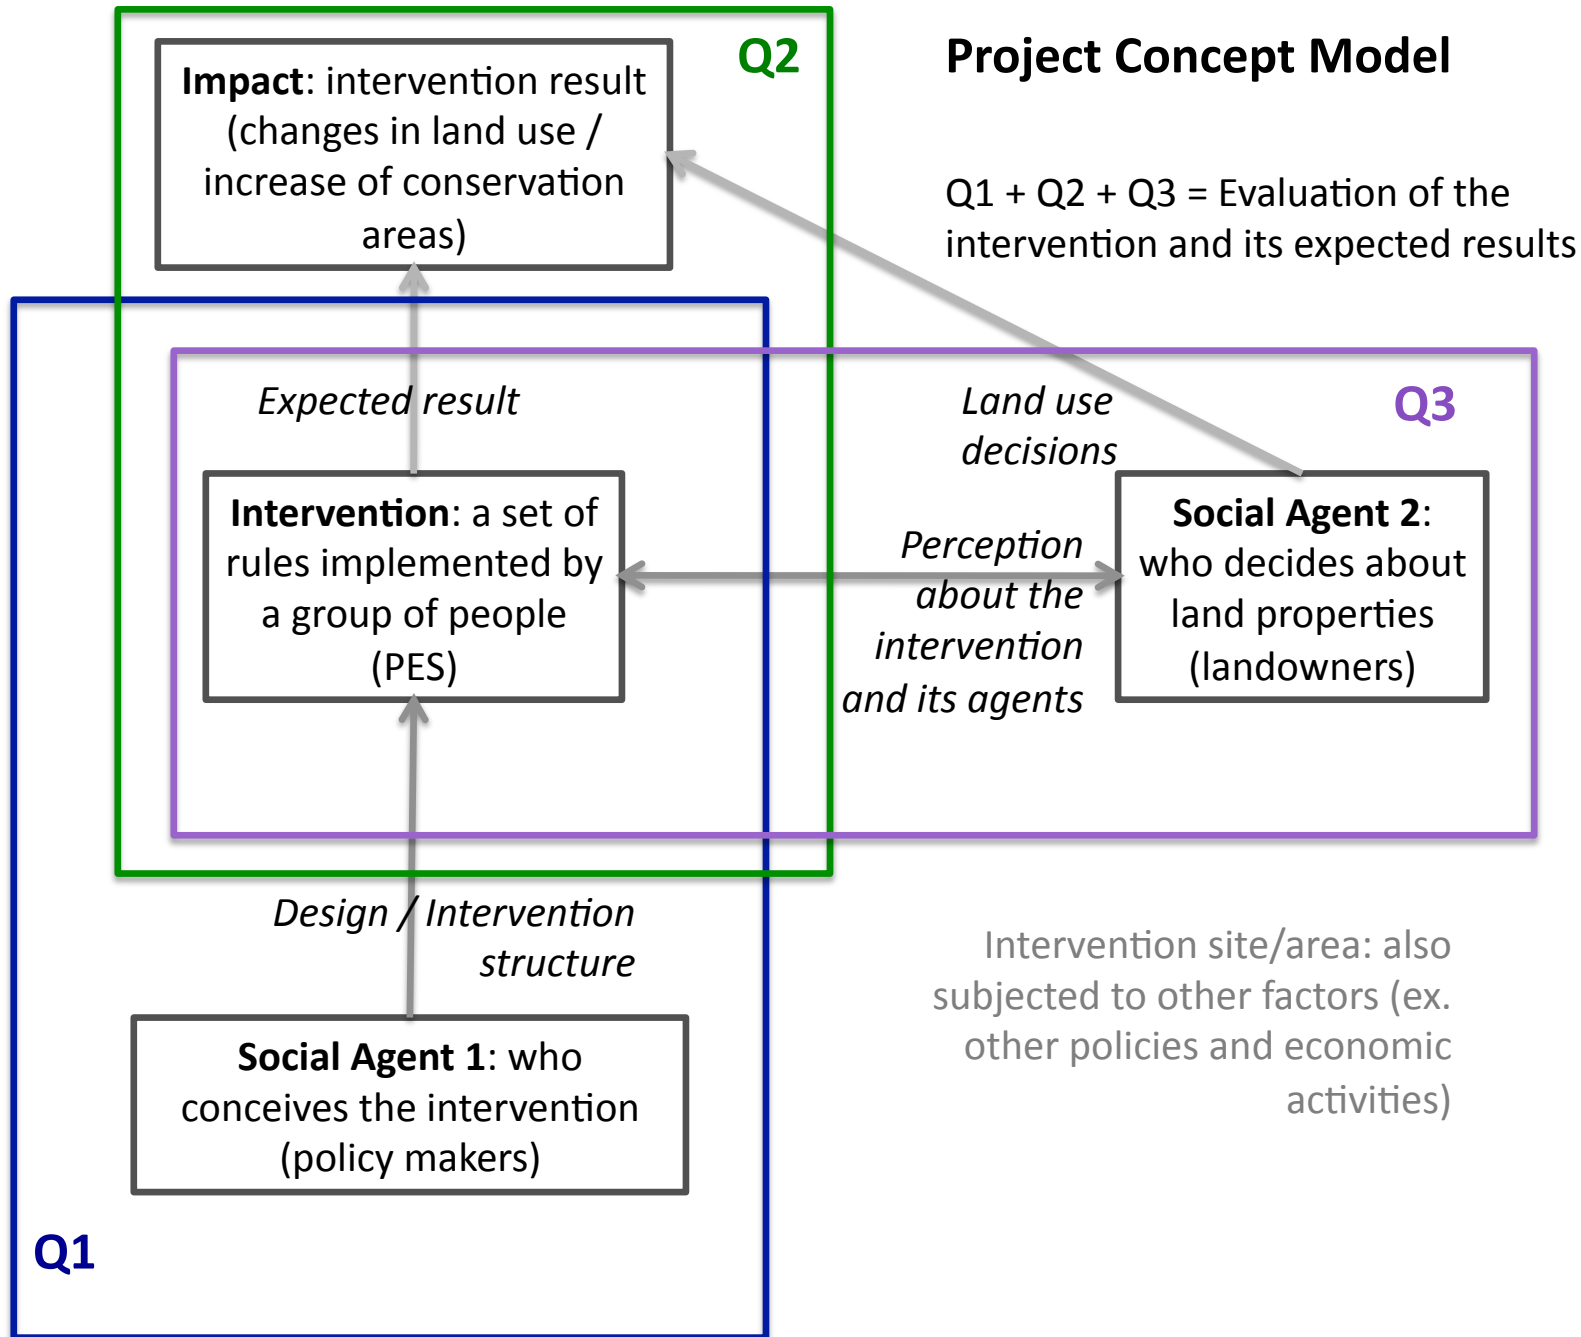 Q2
Project Concept Model
Impact: intervention result
(changes in land use /
increase of conservation
areas)
Q1 + Q2 + Q3 = Evaluation of the
intervention and its expected results
Expected result
Land use
decisions
Q3
Intervention: a set of
rules implemented by
a group of people
(PES)
Perception
about the
intervention
and its agents
Social Agent 2:
who decides about
land properties
(landowners)
Design / Intervention
structure
Intervention site/area: also
subjected to other factors (ex.
other policies and economic
activities)
Social Agent 1: who
conceives the intervention
(policy makers)
Q1